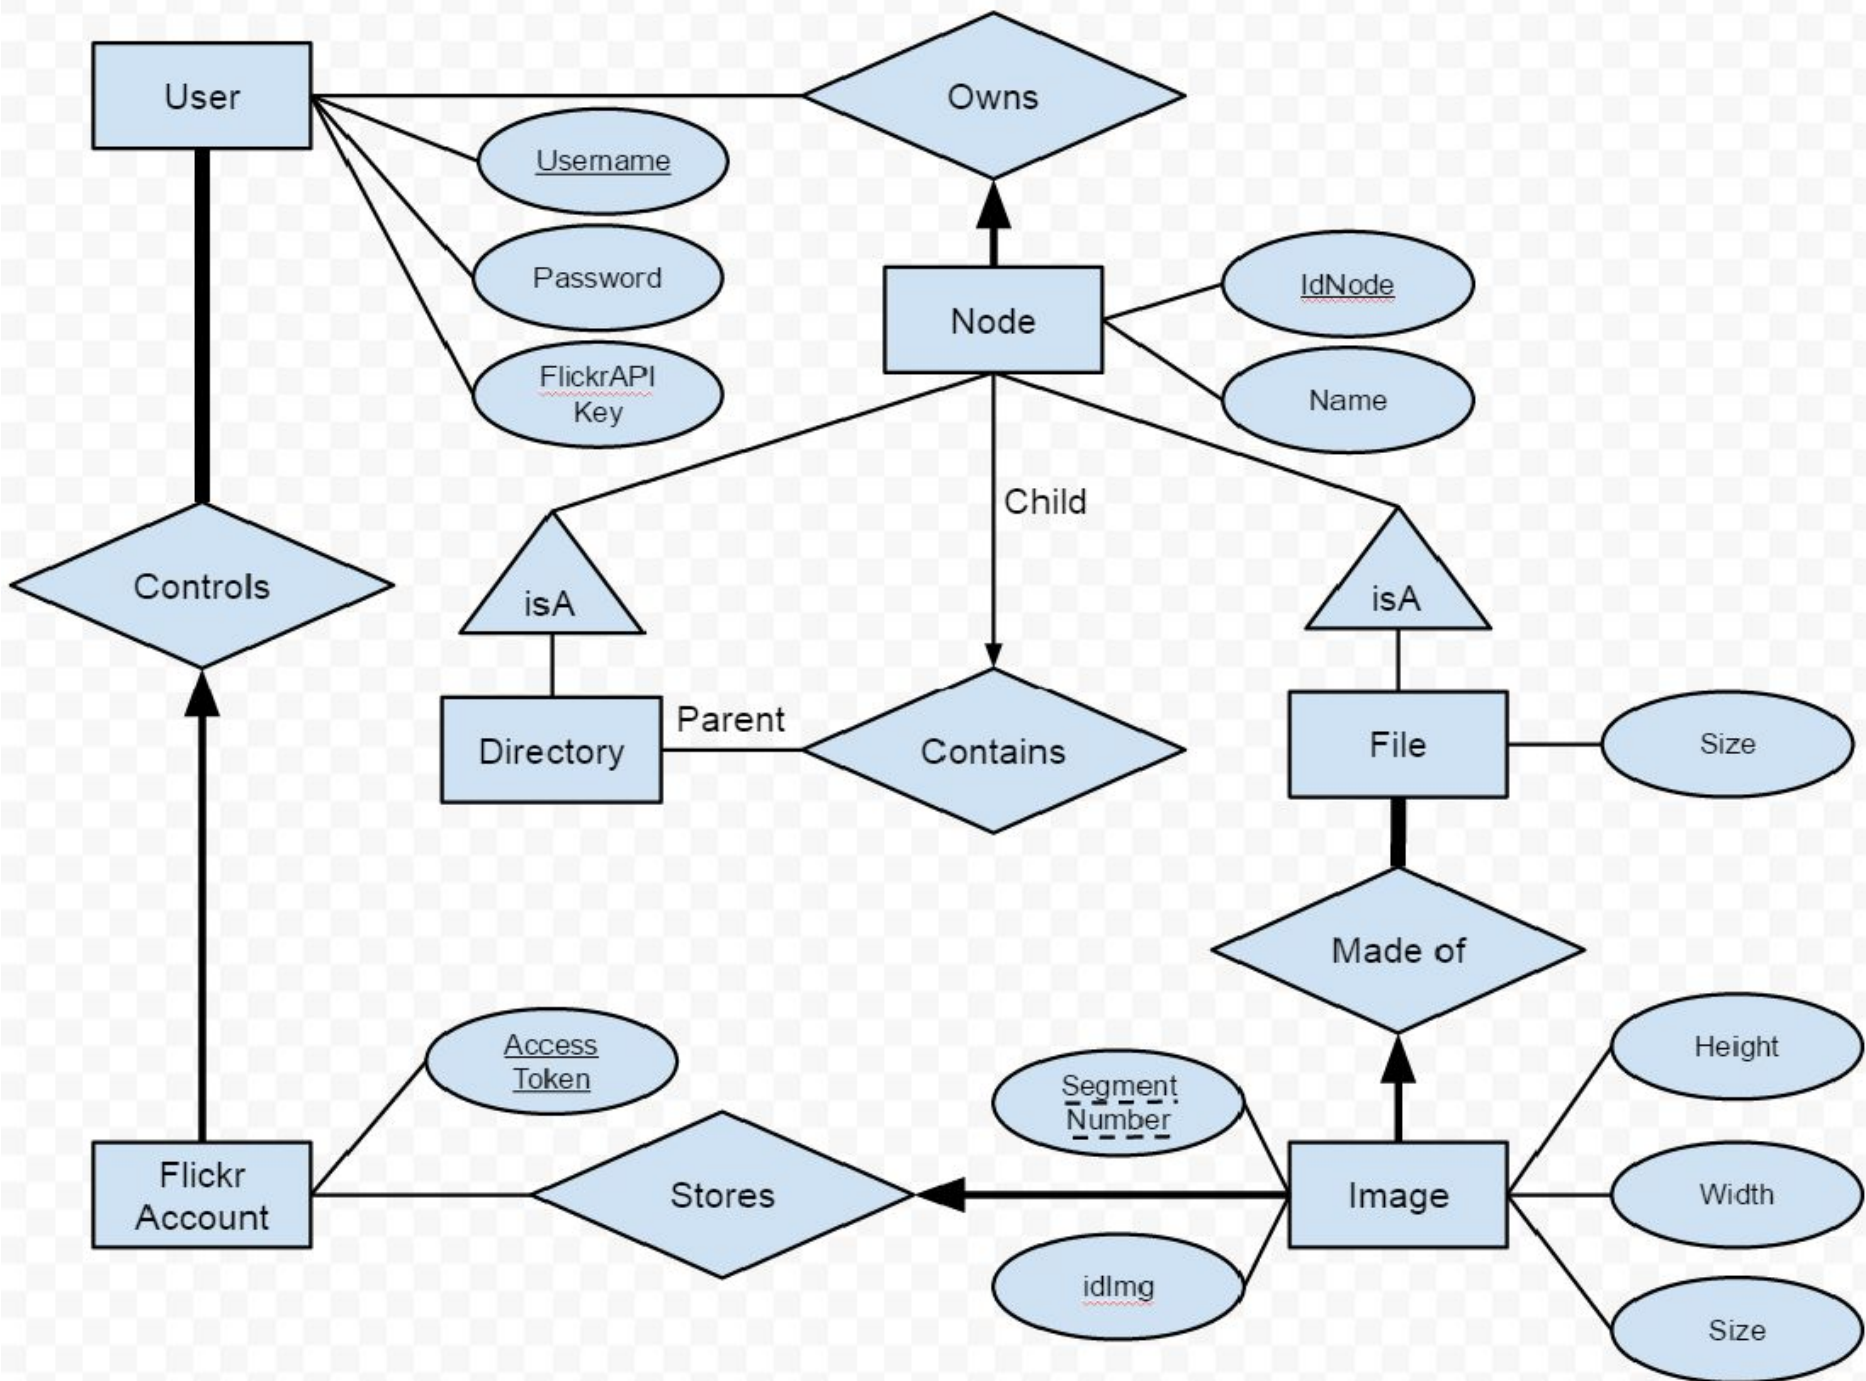 User
Owns
Username
Password
FlickrAPI
Key
Node
IdNode
Name
Child
Controls
isA
isA
Parent
Directory
Contains
File
Size
Made of
Access
Token
Segment
Number
Height
Flickr
Account
Stores
Image
Width
idImg
Size